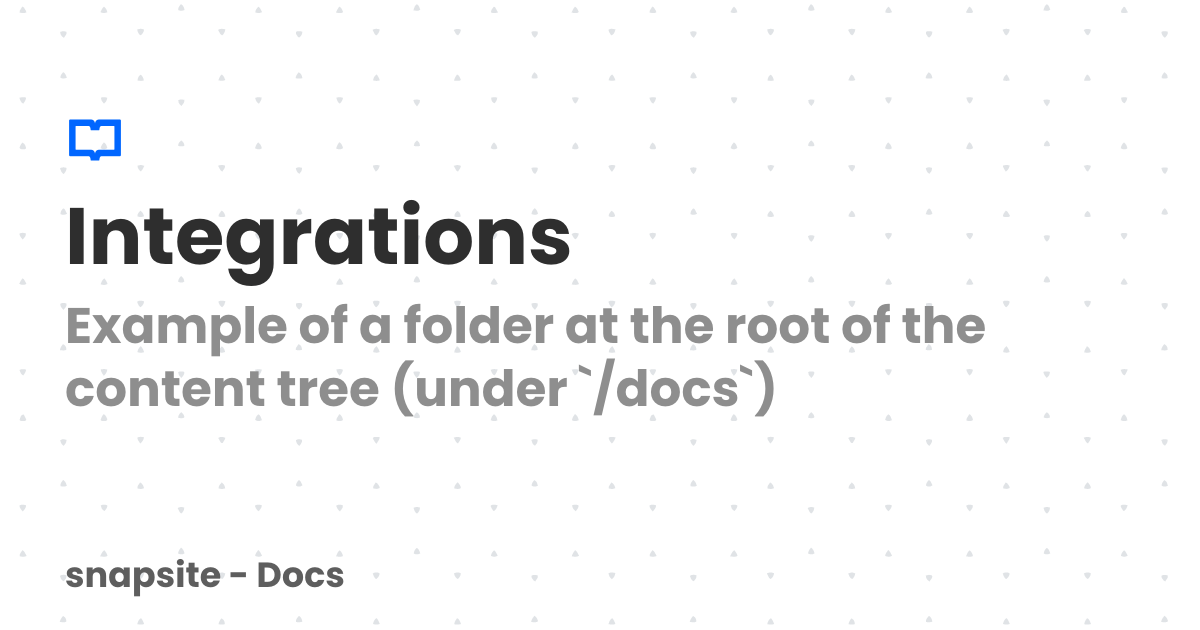 Integrations
Example of a folder at the root of the
content tree (under `/docs`)
snapsite - Docs